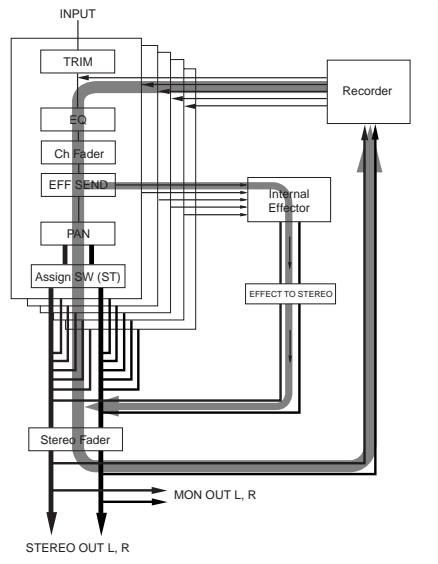 INPUT
TRIM
Recorder
EQ
Ch Fader
EFF SEND
Internal
Effector
PAN
Assign SW (ST)
EFFECT TO STEREO
Stereo Fader
MON OUT L, R
STEREO OUT L, R